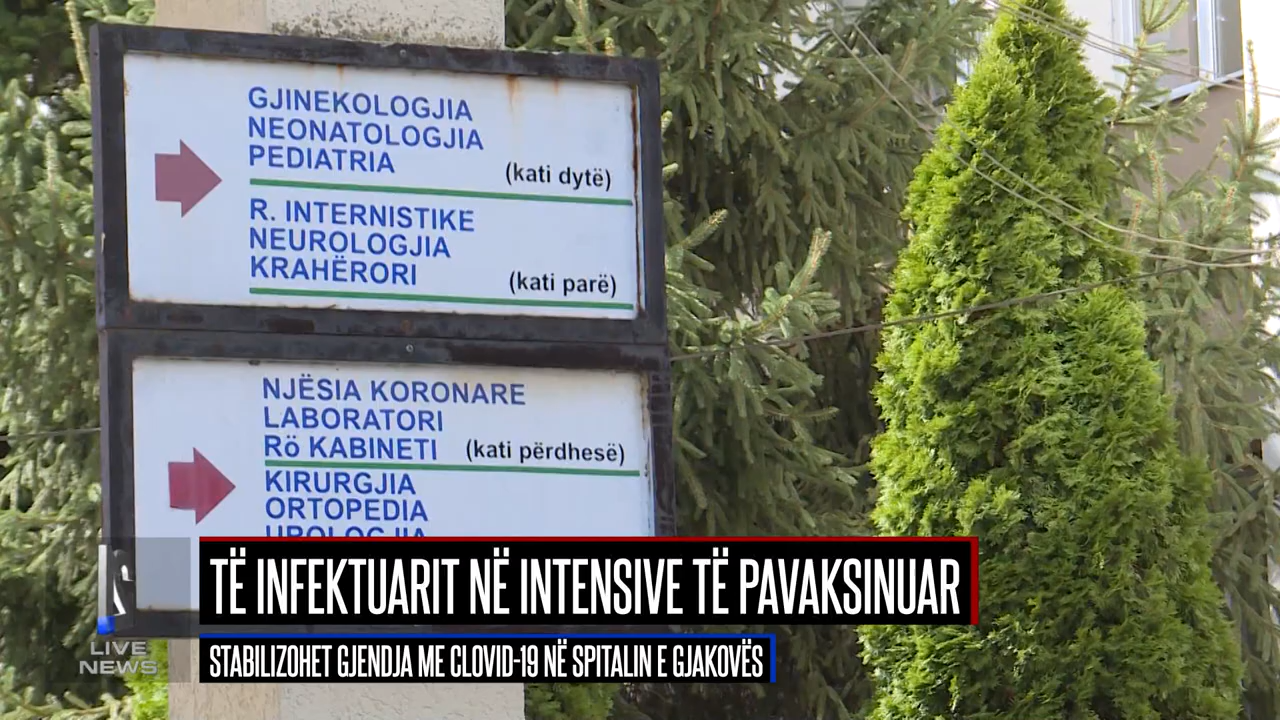 GJINEKOLOGJIA
NEONATOLOGJIA
PEDIATRIA (kati dytë)
R. INTERNISTIKE
NEUROLOGJIA
KRAHËRORI (kati parë)
NJËSIA KORONARE
LABORATORI
Rö KABINETI (kati përdhesë)
KIRURGJIA
ORTOPEDIA
UROLOGJIA
TË INFEKTUARIT NË INTENSIVE TË PAVAKSINUAR
STABILIZOHET GJENDJA ME CLOVID-19 NË SPITALIN E GJAKOVËS
LIVE
NEWS